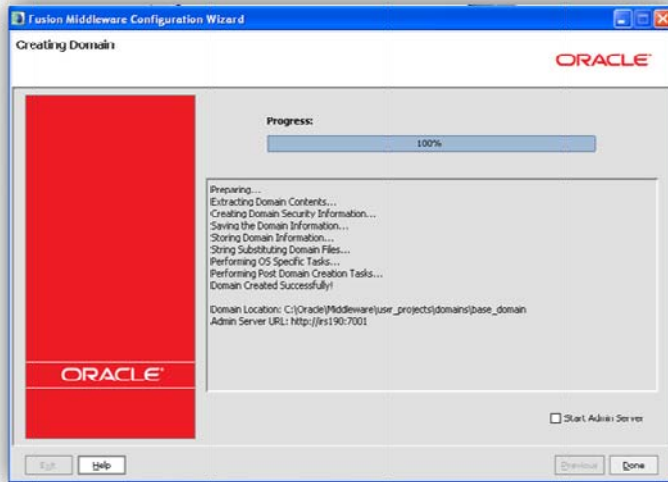 Fusion Middleware Configuration Wizard
Creating Domain
ORACLE
Progress:
100%
Preparing...
Extracting Domain Contents...
Creating Domain Security Information...
Saving the Domain Information...
Storing Domain Information...
String Substituting Domain Files...
Performing OS Specific Tasks...
Performing Post Domain Creation Tasks...
Domain Created Successfully!
Domain Location: C:\Oracle\Middleware\user_projects\domains\base_domain
Admin Server URL: http://irs190:7001
ORACLE
Start Admin Server
Exit Help Previous Done